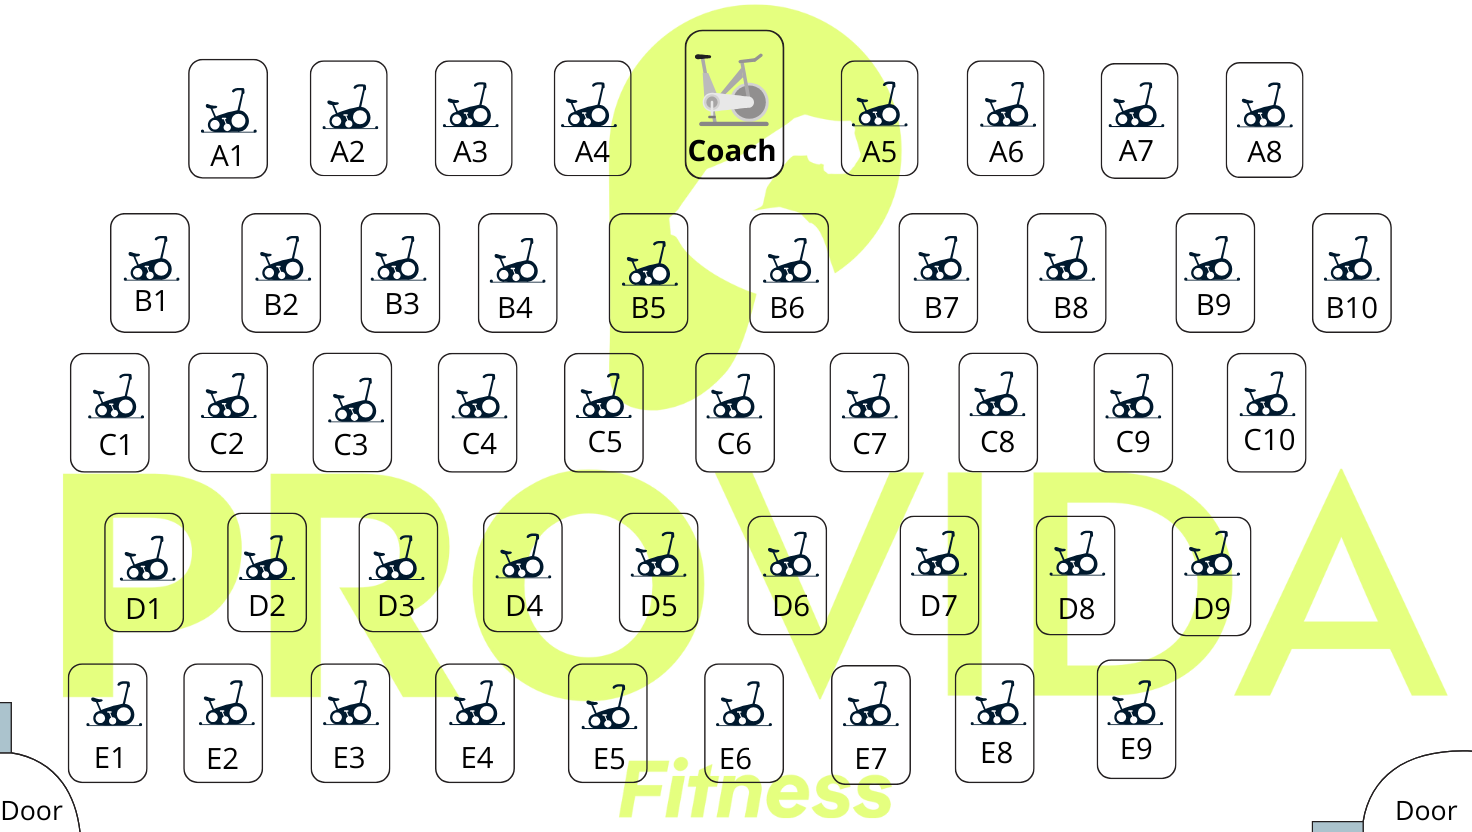 A1 A2 A3 A4 Coach A5 A6 A7 A8
B1 B2 B3 B4 B5 B6 B7 B8 B9 B10
C1 C2 C3 C4 C5 C6 C7 C8 C9 C10
PROVIDA
D1 D2 D3 D4 D5 D6 D7 D8 D9
E1 E2 E3 E4 E5 E6 E7 E8 E9
Fitness
Door Door